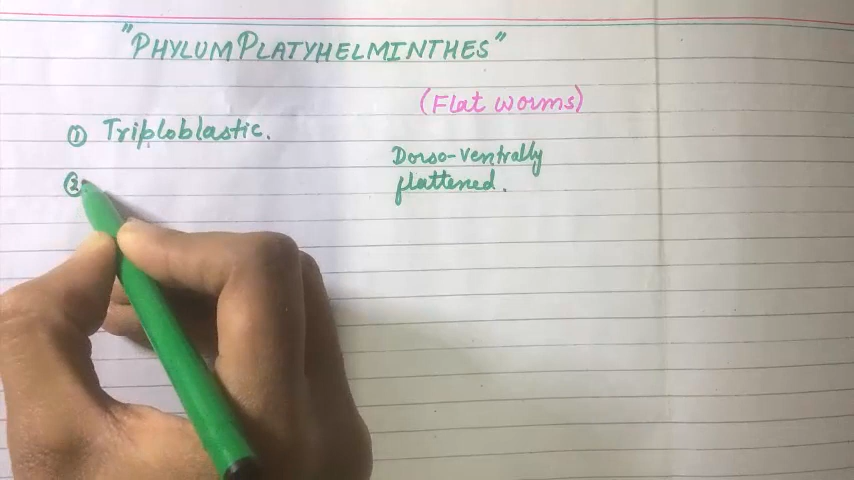 "PHYLUM PLATYHELMINTHES"
(Flat worms)
① Triploblastic.
Dorso-ventrally
flattened.
②